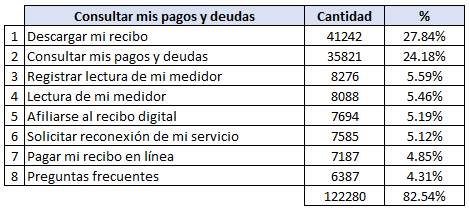 Consultar mis pagos y deudas Cantidad %
1 Descargar mi recibo 41242 27.84%
2 Consultar mis pagos y deudas 35821 24.18%
3 Registrar lectura de mi medidor 8276 5.59%
4 Lectura de mi medidor 8088 5.46%
5 Afiliarse al recibo digital 7694 5.19%
6 Solicitar reconexión de mi servicio 7585 5.12%
7 Pagar mi recibo en línea 7187 4.85%
8 Preguntas frecuentes 6387 4.31%
122280 82.54%